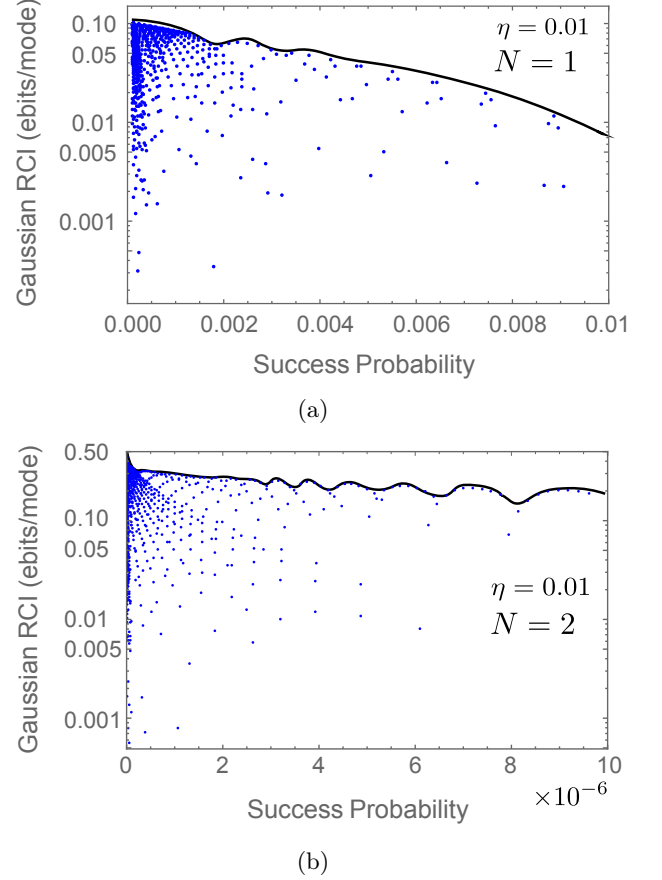 Gaussian RCI (ebits/mode)
0.10
0.05
0.01
0.005
0.001
η = 0.01
N = 1
0.000 0.002 0.004 0.006 0.008 0.01
Success Probability
(a)
Gaussian RCI (ebits/mode)
0.50
0.10
0.05
0.01
0.005
0.001
η = 0.01
N = 2
0 2 4 6 8 10
×10⁻⁶
Success Probability
(b)